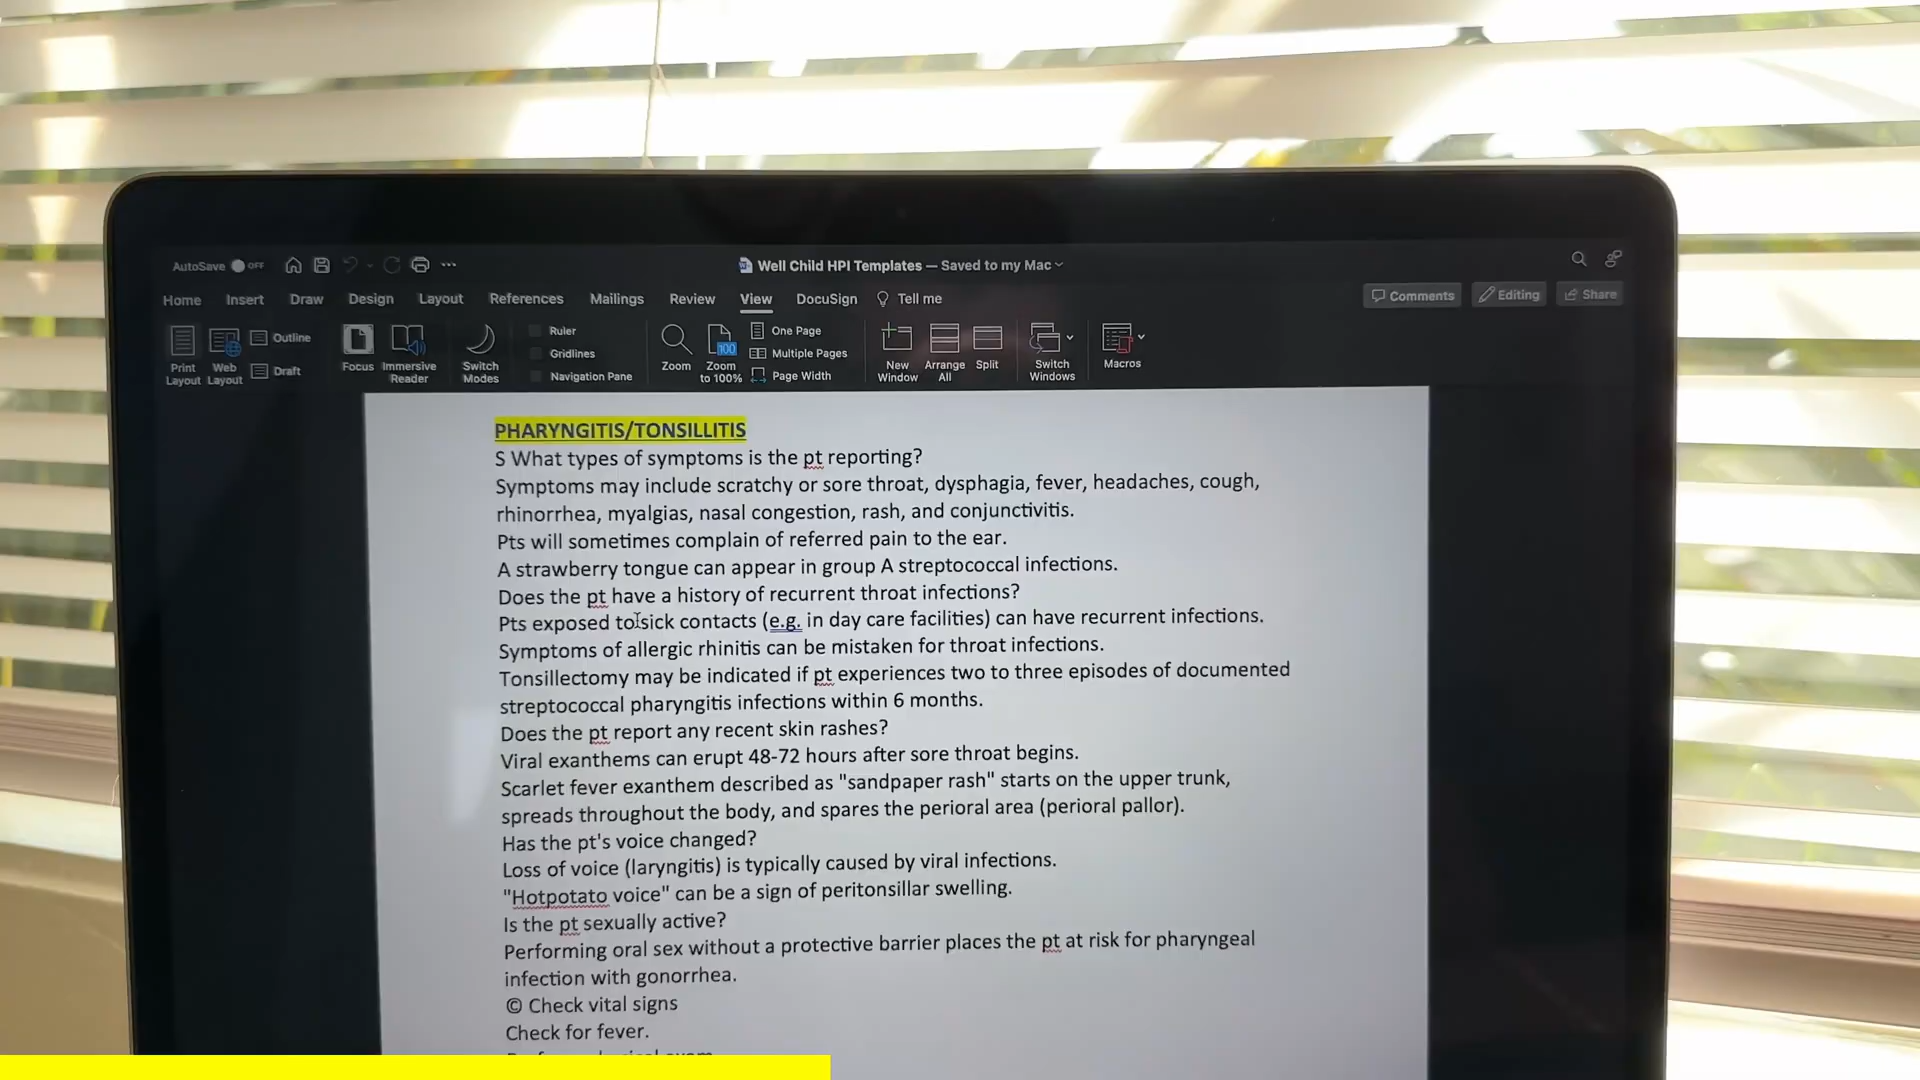 AutoSave OFF
Well Child HPI Templates — Saved to my Mac
Home Insert Draw Design Layout References Mailings Review View DocuSign Tell me
Comments Editing Share
Print Layout
Web Layout
Outline
Draft
Focus
Immersive Reader
Switch Modes
Ruler
Gridlines
Navigation Pane
Zoom
100
Zoom to 100%
One Page
Multiple Pages
Page Width
New Window
Arrange All
Split
Switch Windows
Macros
PHARYNGITIS/TONSILLITIS
S What types of symptoms is the pt reporting?
Symptoms may include scratchy or sore throat, dysphagia, fever, headaches, cough,
rhinorrhea, myalgias, nasal congestion, rash, and conjunctivitis.
Pts will sometimes complain of referred pain to the ear.
A strawberry tongue can appear in group A streptococcal infections.
Does the pt have a history of recurrent throat infections?
Pts exposed to sick contacts (e.g. in day care facilities) can have recurrent infections.
Symptoms of allergic rhinitis can be mistaken for throat infections.
Tonsillectomy may be indicated if pt experiences two to three episodes of documented
streptococcal pharyngitis infections within 6 months.
Does the pt report any recent skin rashes?
Viral exanthems can erupt 48-72 hours after sore throat begins.
Scarlet fever exanthem described as "sandpaper rash" starts on the upper trunk,
spreads throughout the body, and spares the perioral area (perioral pallor).
Has the pt's voice changed?
Loss of voice (laryngitis) is typically caused by viral infections.
"Hotpotato voice" can be a sign of peritonsillar swelling.
Is the pt sexually active?
Performing oral sex without a protective barrier places the pt at risk for pharyngeal
infection with gonorrhea.
© Check vital signs
Check for fever.